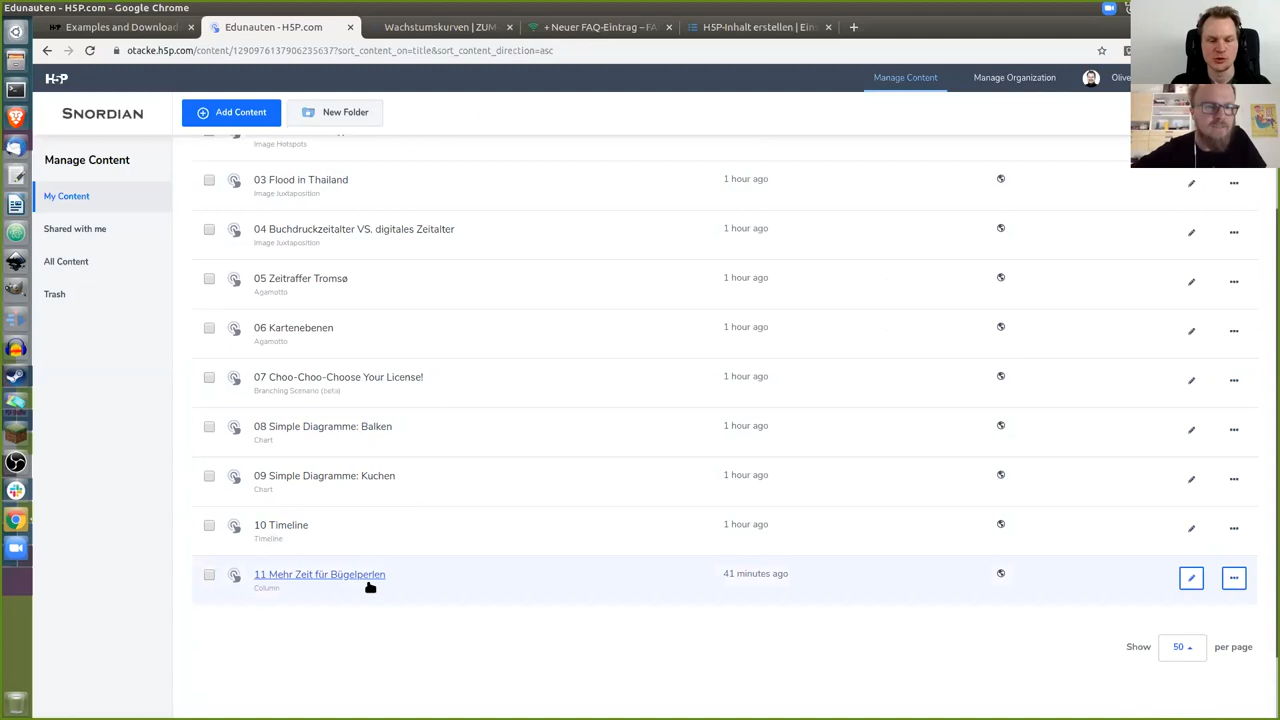 Edunauten - H5P.com - Google Chrome
Examples and Download
Edunauten - H5P.com
Wachstumskurven | ZUM-
+ Neuer FAQ-Eintrag – FA
H5P-Inhalt erstellen | Eins
otacke.h5p.com/content/1290976137906235637?sort_content_on=title&sort_content_direction=asc
H5P
Manage Content
Manage Organization
Olive
SNORDIAN
Add Content
New Folder
Manage Content
My Content
Shared with me
All Content
Trash
Image Hotspots
03 Flood in Thailand
1 hour ago
Image Juxtaposition
04 Buchdruckzeitalter VS. digitales Zeitalter
1 hour ago
Image Juxtaposition
05 Zeitraffer Tromsø
1 hour ago
Agamotto
06 Kartenebenen
1 hour ago
Agamotto
07 Choo-Choo-Choose Your License!
1 hour ago
Branching Scenario (beta)
08 Simple Diagramme: Balken
1 hour ago
Chart
09 Simple Diagramme: Kuchen
1 hour ago
Chart
10 Timeline
1 hour ago
Timeline
11 Mehr Zeit für Bügelperlen
41 minutes ago
Column
Show 50 per page